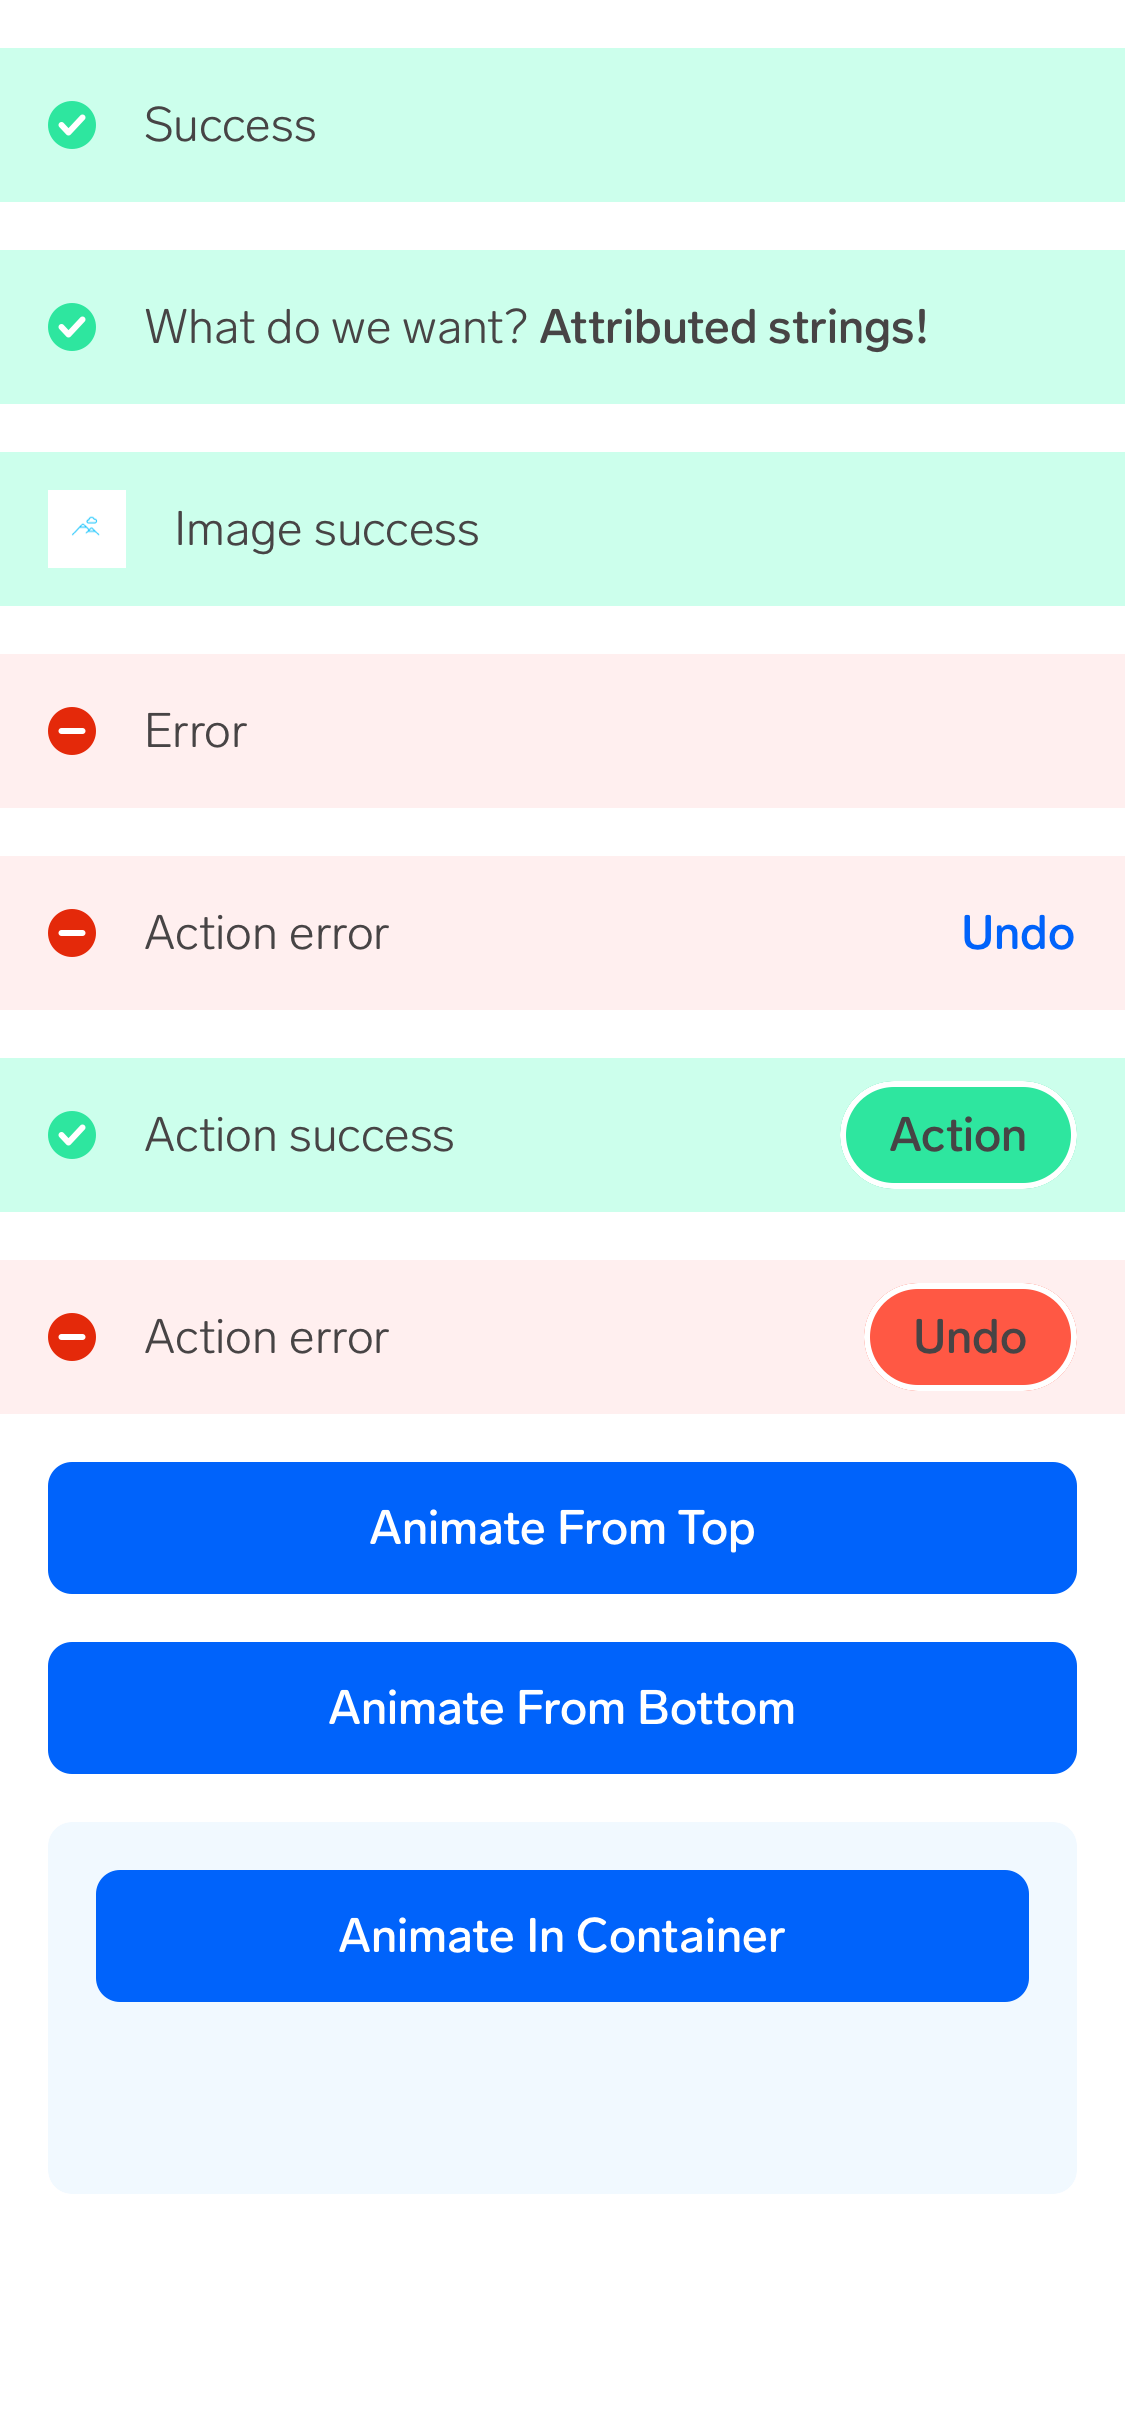 Success
What do we want? Attributed strings!
Image success
Error
Action error
Undo
Action success
Action
Action error
Undo
Animate From Top
Animate From Bottom
Animate In Container